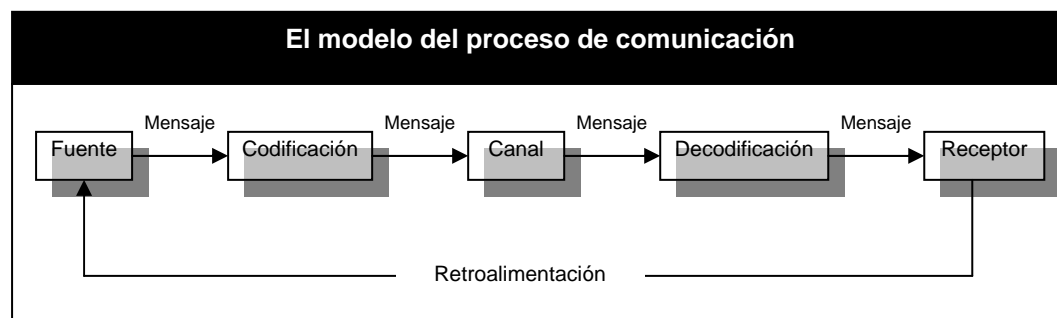 El modelo del proceso de comunicación
Mensaje Mensaje Mensaje Mensaje
Fuente Codificación Canal Decodificación Receptor
Retroalimentación